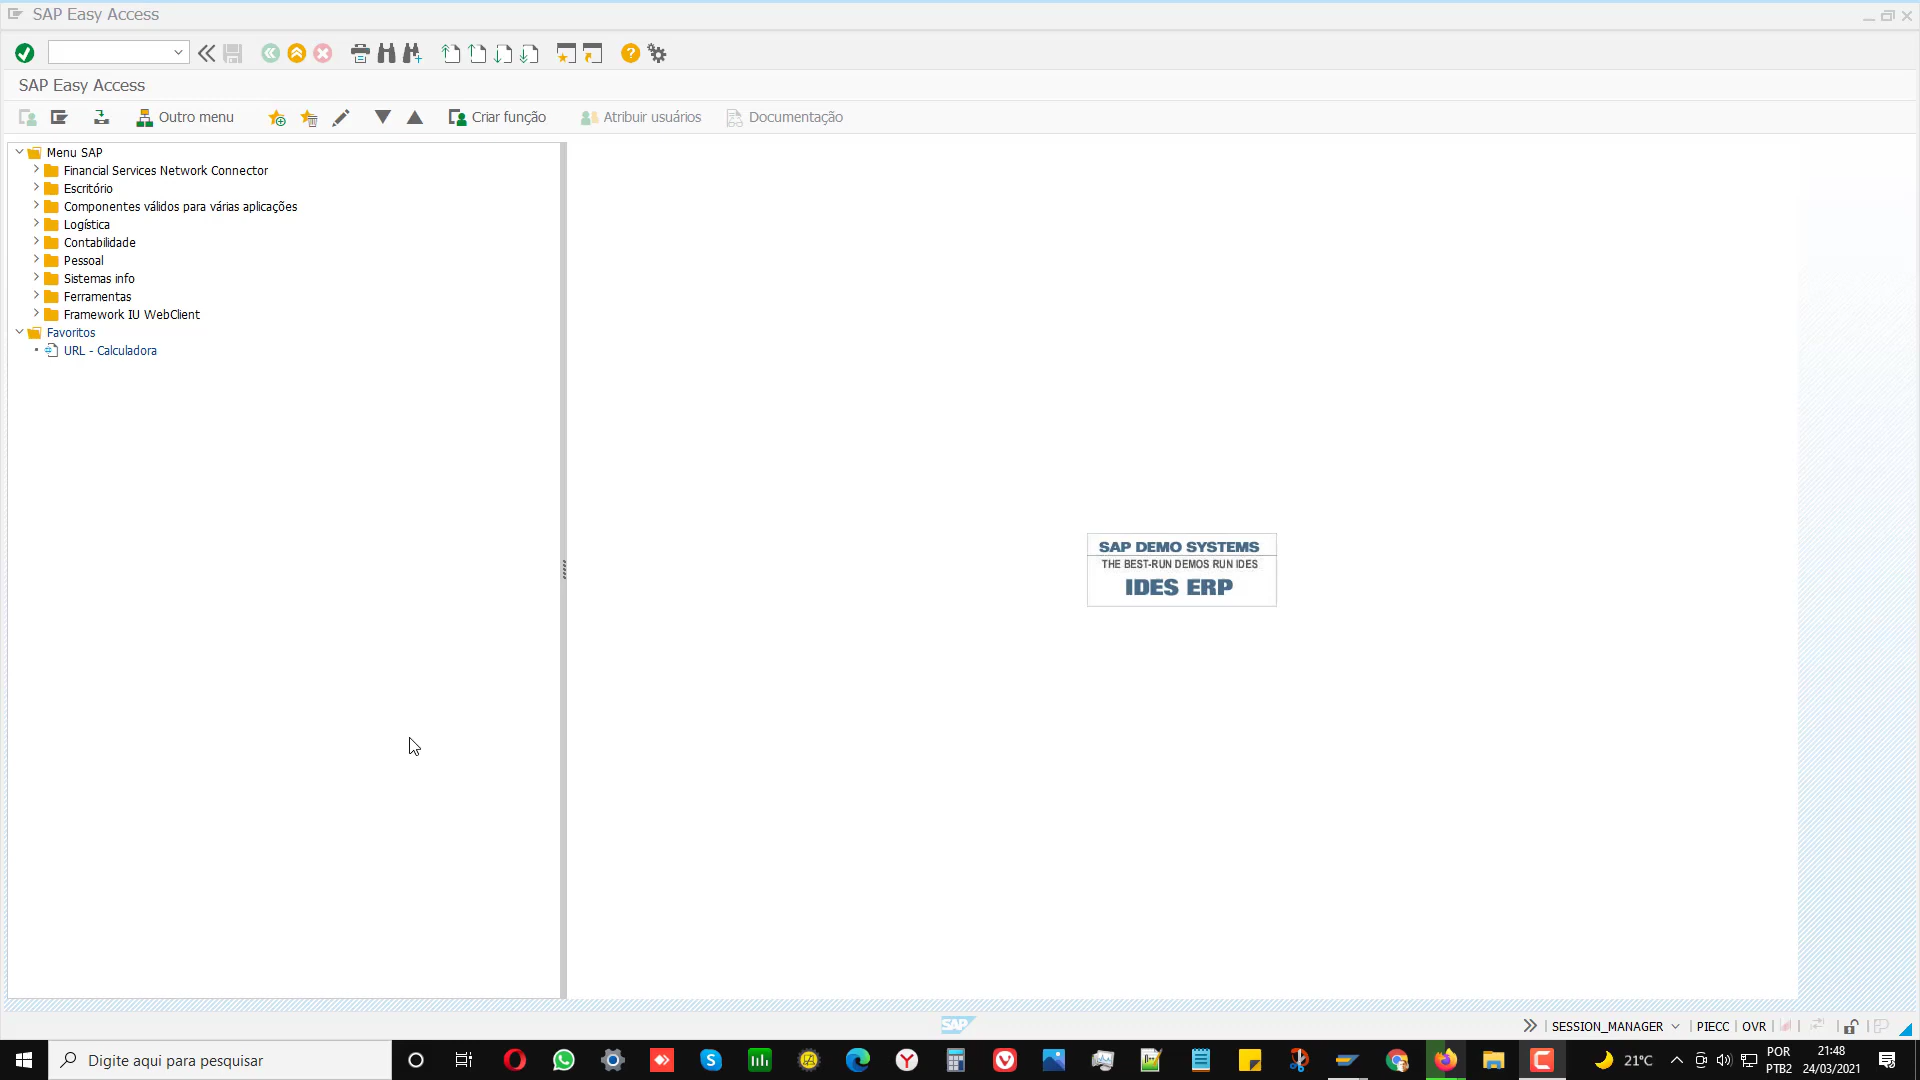 SAP Easy Access
SAP Easy Access
Outro menu
Criar função
Atribuir usuários
Documentação
Menu SAP
Financial Services Network Connector
Escritório
Componentes válidos para várias aplicações
Logística
Contabilidade
Pessoal
Sistemas info
Ferramentas
Framework IU WebClient
Favoritos
URL - Calculadora
SAP DEMO SYSTEMS
THE BEST-RUN DEMOS RUN IDES
IDES ERP
SAP
SESSION_MANAGER
PIECC
OVR
Digite aqui para pesquisar
21°C
POR
PTB2
21:48
24/03/2021